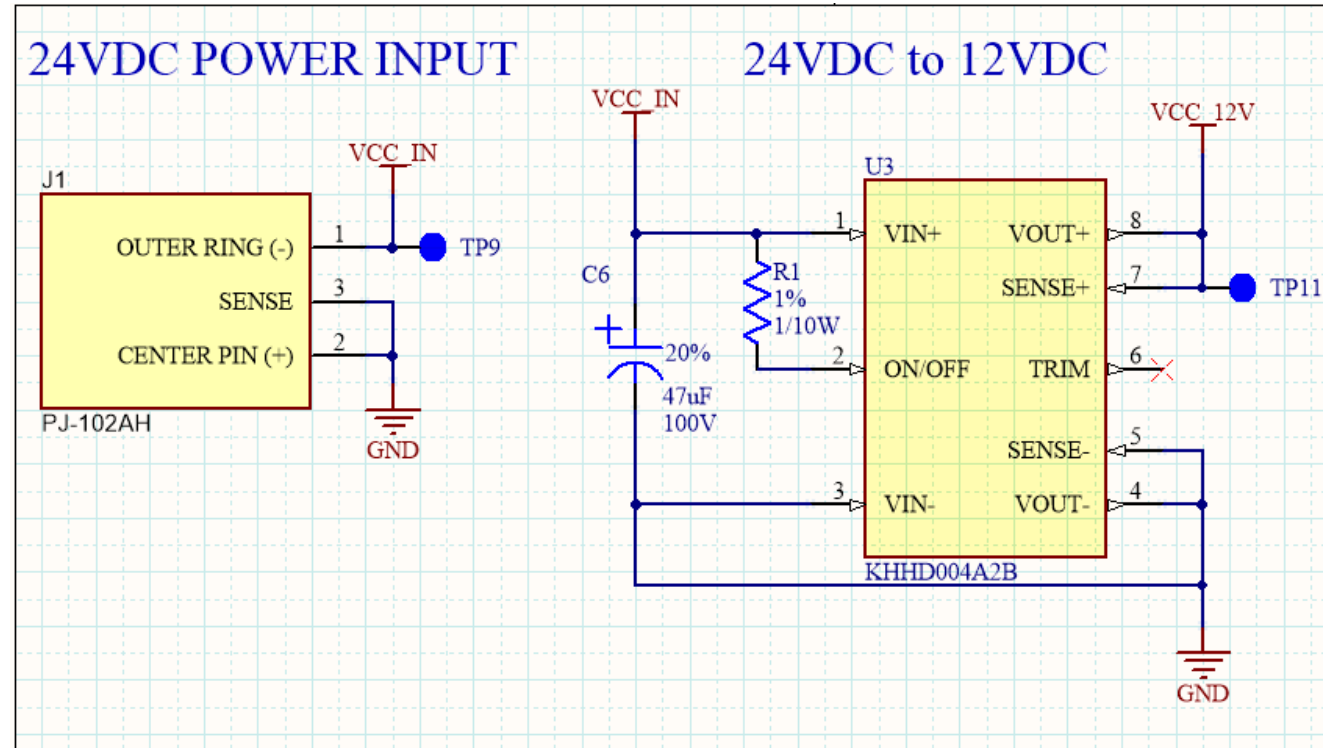 24VDC POWER INPUT
24VDC to 12VDC
J1
OUTER RING (-)
SENSE
CENTER PIN (+)
1
3
2
VCC_IN
TP9
GND
PJ-102AH
VCC_IN
C6
20%
47uF
100V
R1
1%
1/10W
U3
1
2
3
VIN+
ON/OFF
VIN-
VOUT+
SENSE+
TRIM
SENSE-
VOUT-
8
7
6
5
4
KHHD004A2B
VCC_12V
TP11
GND